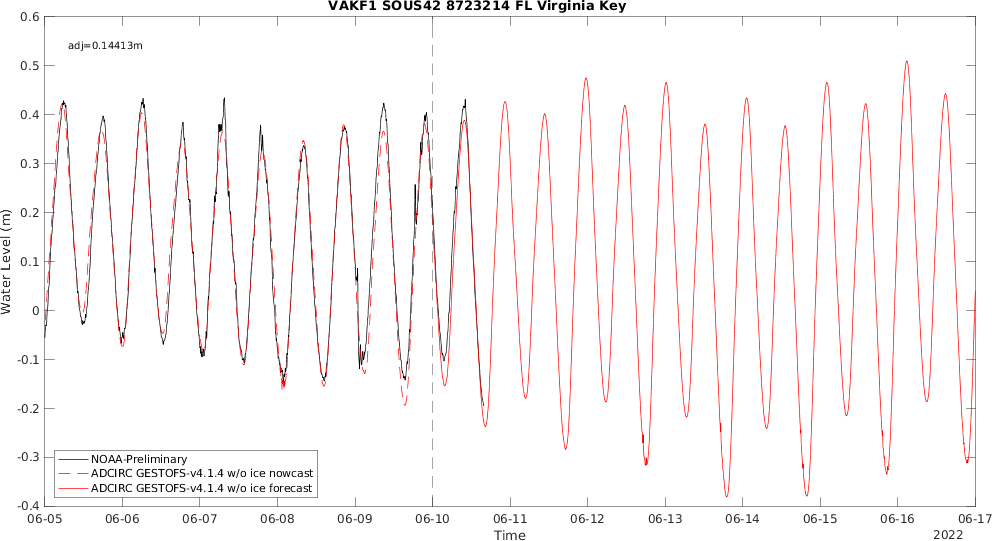 VAKF1 SOUS42 8723214 FL Virginia Key
adj=0.14413m
Water Level (m)
0.6
0.5
0.4
0.3
0.2
0.1
0
-0.1
-0.2
-0.3
-0.4
NOAA-Preliminary
ADCIRC GESTOFS-v4.1.4 w/o ice nowcast
ADCIRC GESTOFS-v4.1.4 w/o ice forecast
06-05 06-06 06-07 06-08 06-09 06-10 06-11 06-12 06-13 06-14 06-15 06-16 06-17
Time
2022